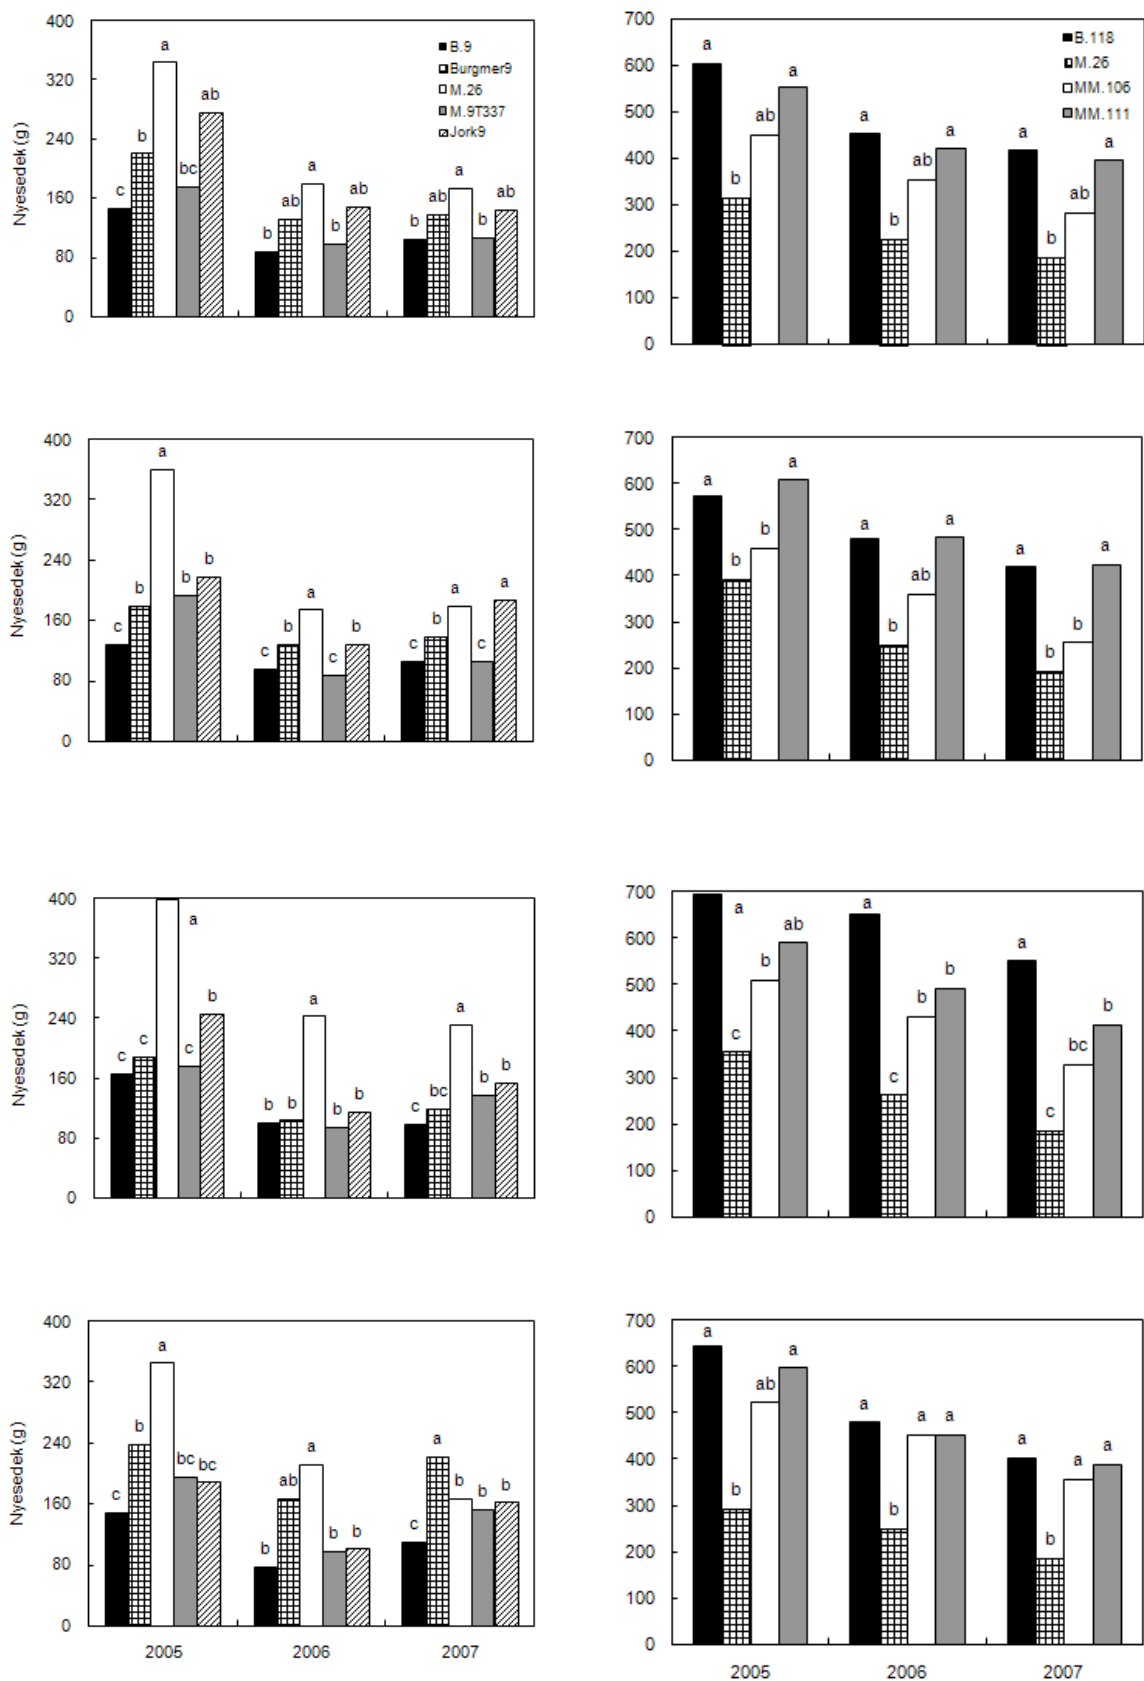 400
320
240
160
80
0
Nyesedek(g)
B.9
Burgmer9
M.26
M.9T337
Jork9
c b a bc ab
b ab a b ab
b ab a b ab
700
600
500
400
300
200
100
0
B.118
M.26
MM.106
MM.111
a b ab a
a b ab a
a b ab a
400
320
240
160
80
0
Nyesedek(g)
c b a b b
c b a c b
c b a c a
700
600
500
400
300
200
100
0
a b b a
a b ab a
a b b a
400
320
240
160
80
0
Nyesedek(g)
c c a c b
b b a b b
c bc a b b
700
600
500
400
300
200
100
0
a c b ab
a c b b
a c bc b
400
320
240
160
80
0
Nyesedek(g)
c b a bc bc
b ab a b b
c a b b b
2005 2006 2007
700
600
500
400
300
200
100
0
a b ab a
a b a a
a b a a
2005 2006 2007